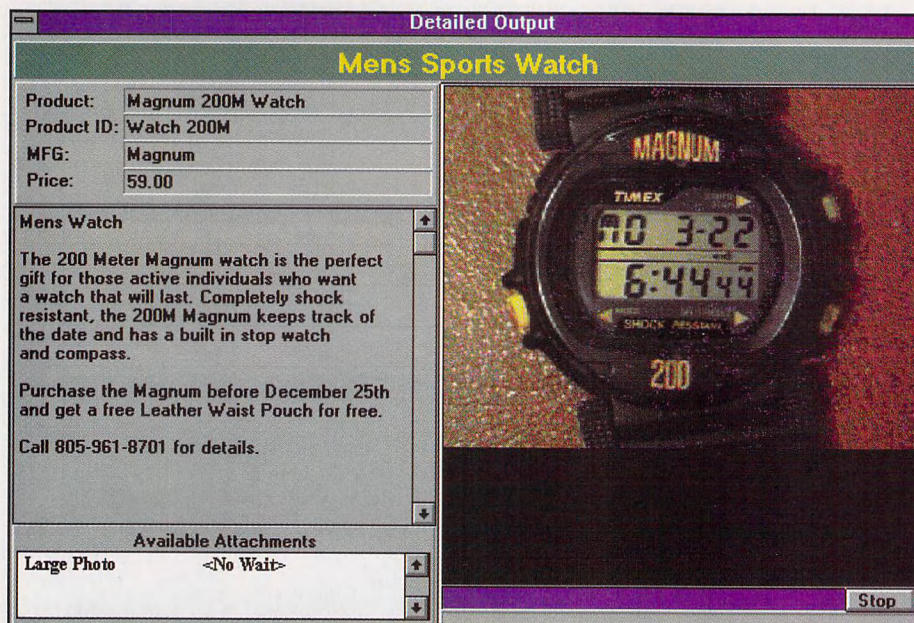 Detailed Output
Mens Sports Watch
Product: Magnum 200M Watch
Product ID: Watch 200M
MFG: Magnum
Price: 59.00
Mens Watch
The 200 Meter Magnum watch is the perfect
gift for those active individuals who want
a watch that will last. Completely shock
resistant, the 200M Magnum keeps track of
the date and has a built in stop watch
and compass.
Purchase the Magnum before December 25th
and get a free Leather Waist Pouch for free.
Call 805-961-8701 for details.
Available Attachments
Large Photo <No Wait>
MAGNUM
TIMEX
MO 3-22
6:44 44
SHOCK RESISTANT
200
Stop